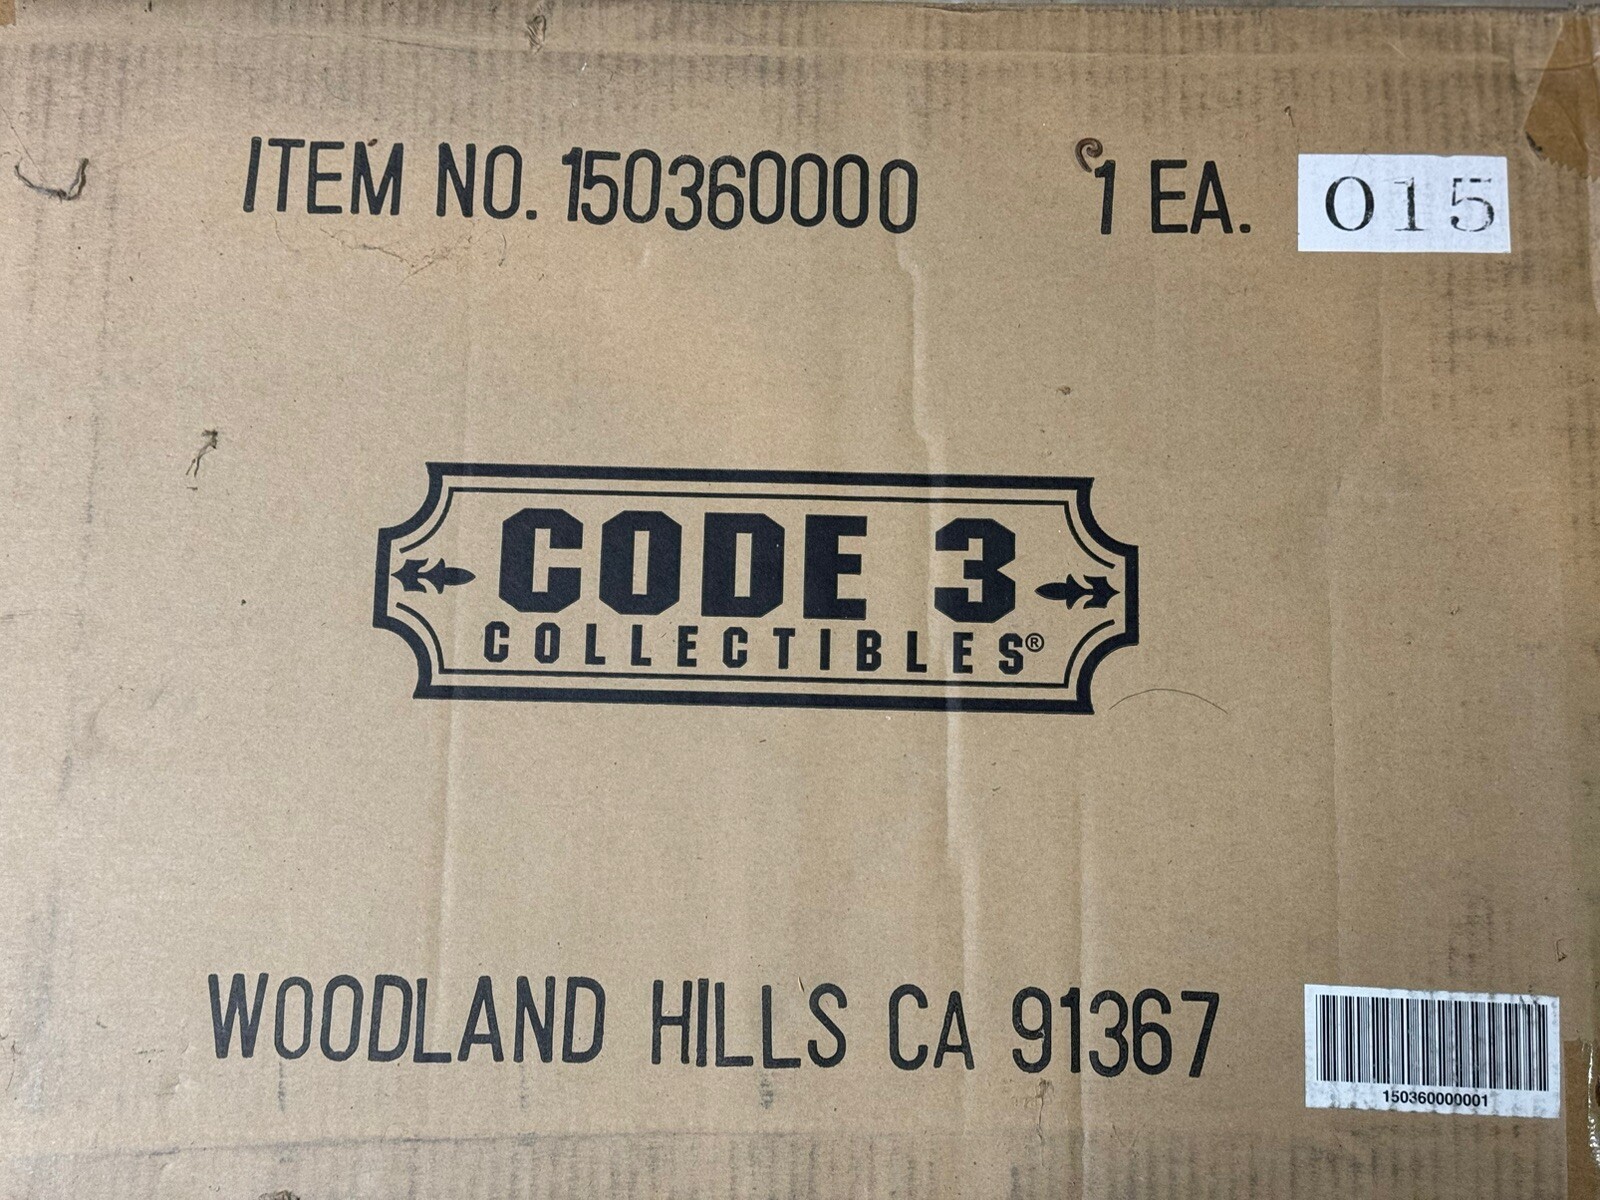 ITEM NO. 150360000 1 EA. 015
CODE 3
COLLECTIBLES®
WOODLAND HILLS CA 91367
150360000001